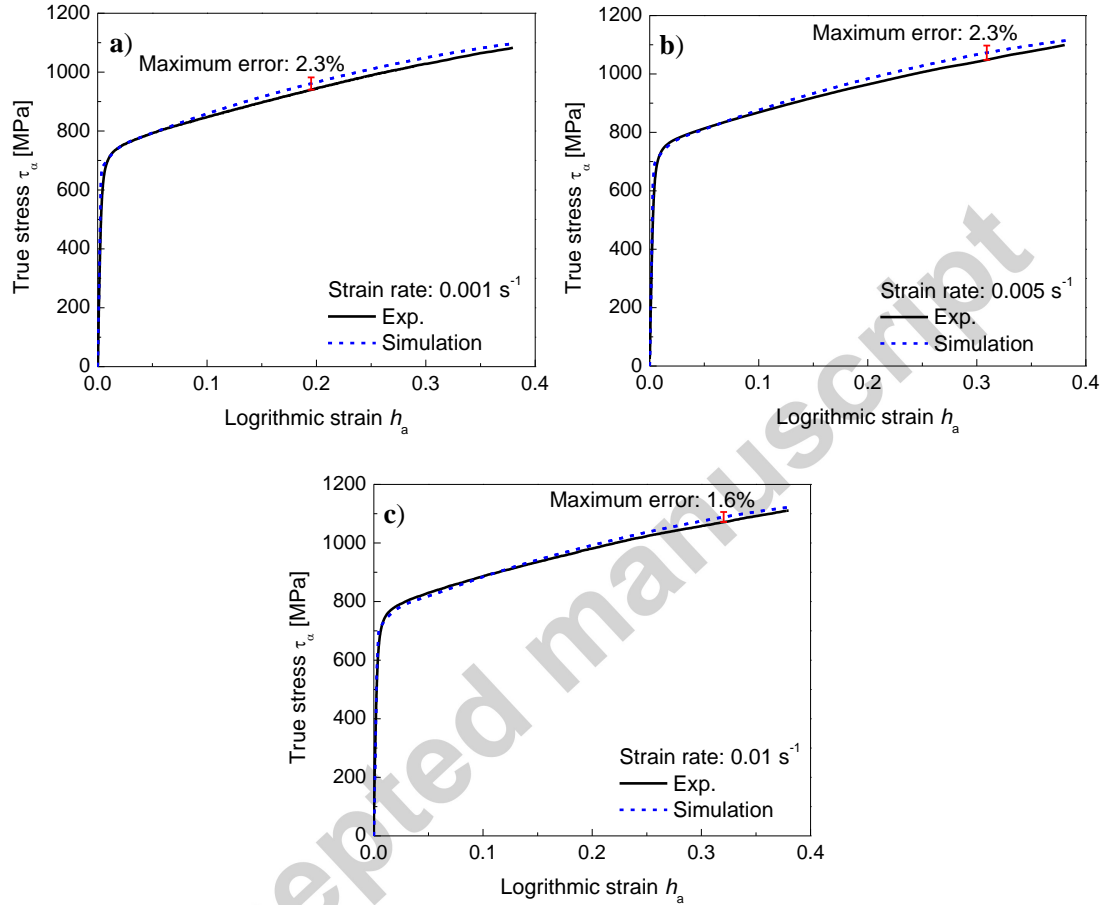 a)
Maximum error: 2.3%
1200
1000
800
600
400
200
0
True stress τα [MPa]
Strain rate: 0.001 s-1
Exp.
Simulation
0.0 0.1 0.2 0.3 0.4
Logrithmic strain ha
b)
Maximum error: 2.3%
1200
1000
800
600
400
200
0
True stress τα [MPa]
Strain rate: 0.005 s-1
Exp.
Simulation
0.0 0.1 0.2 0.3 0.4
Logrithmic strain ha
c)
Maximum error: 1.6%
1200
1000
800
600
400
200
0
True stress τα [MPa]
Strain rate: 0.01 s-1
Exp.
Simulation
0.0 0.1 0.2 0.3 0.4
Logrithmic strain ha
epted manuscript